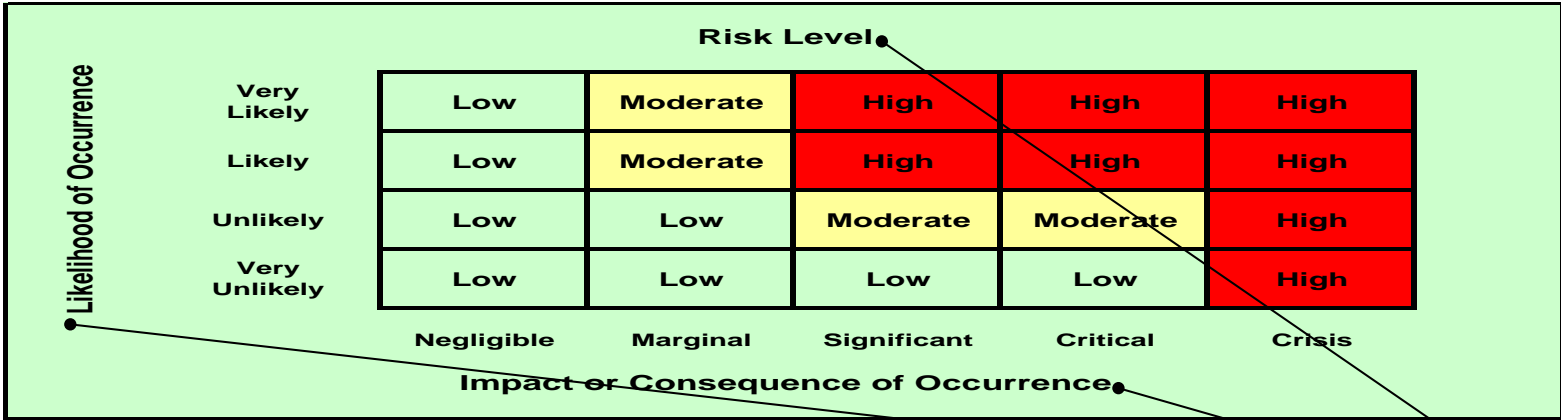 Risk Level
Likelihood of Occurrence
Very
Likely
Low
Moderate
High
High
High
Likely
Low
Moderate
High
High
High
Unlikely
Low
Low
Moderate
Moderate
High
Very
Unlikely
Low
Low
Low
Low
High
Negligible
Marginal
Significant
Critical
Crisis
Impact or Consequence of Occurrence